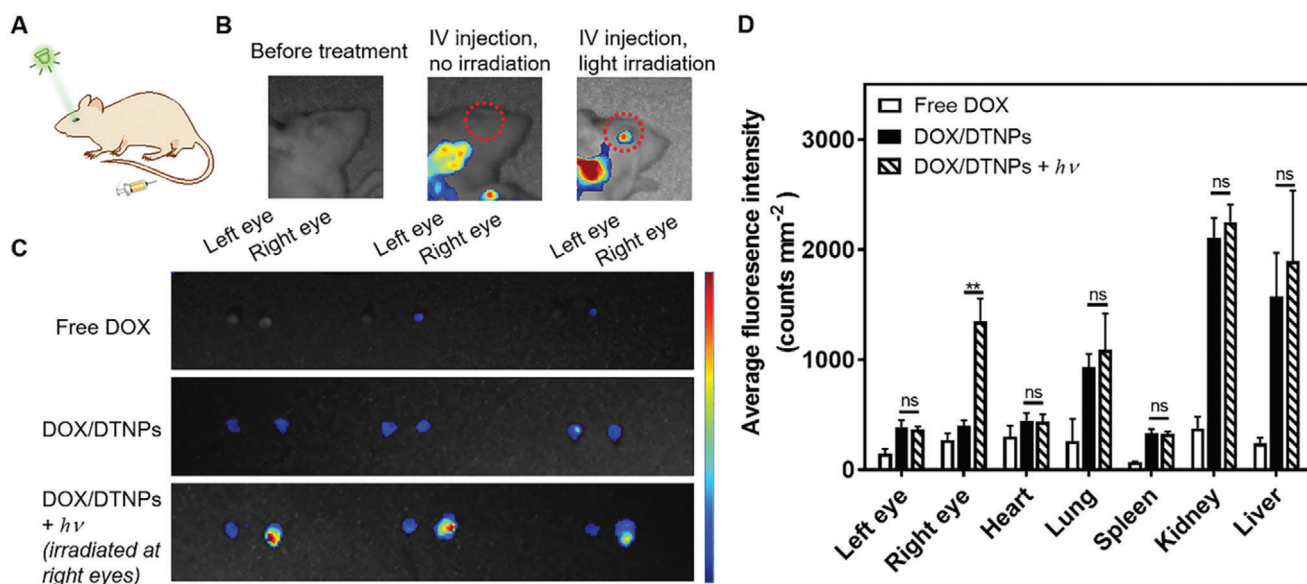 A
B
Before treatment
IV injection,
no irradiation
IV injection,
light irradiation
C
Left eye
Right eye
Left eye
Right eye
Left eye
Right eye
Free DOX
DOX/DTNPs
DOX/DTNPs
+ hν
(irradiated at
right eyes)
D
Average fluoresence intensity
(counts mm⁻²)
3000
2000
1000
0
Free DOX
DOX/DTNPs
DOX/DTNPs + hν
ns
**
ns
ns
ns
ns
ns
Left eye
Right eye
Heart
Lung
Spleen
Kidney
Liver